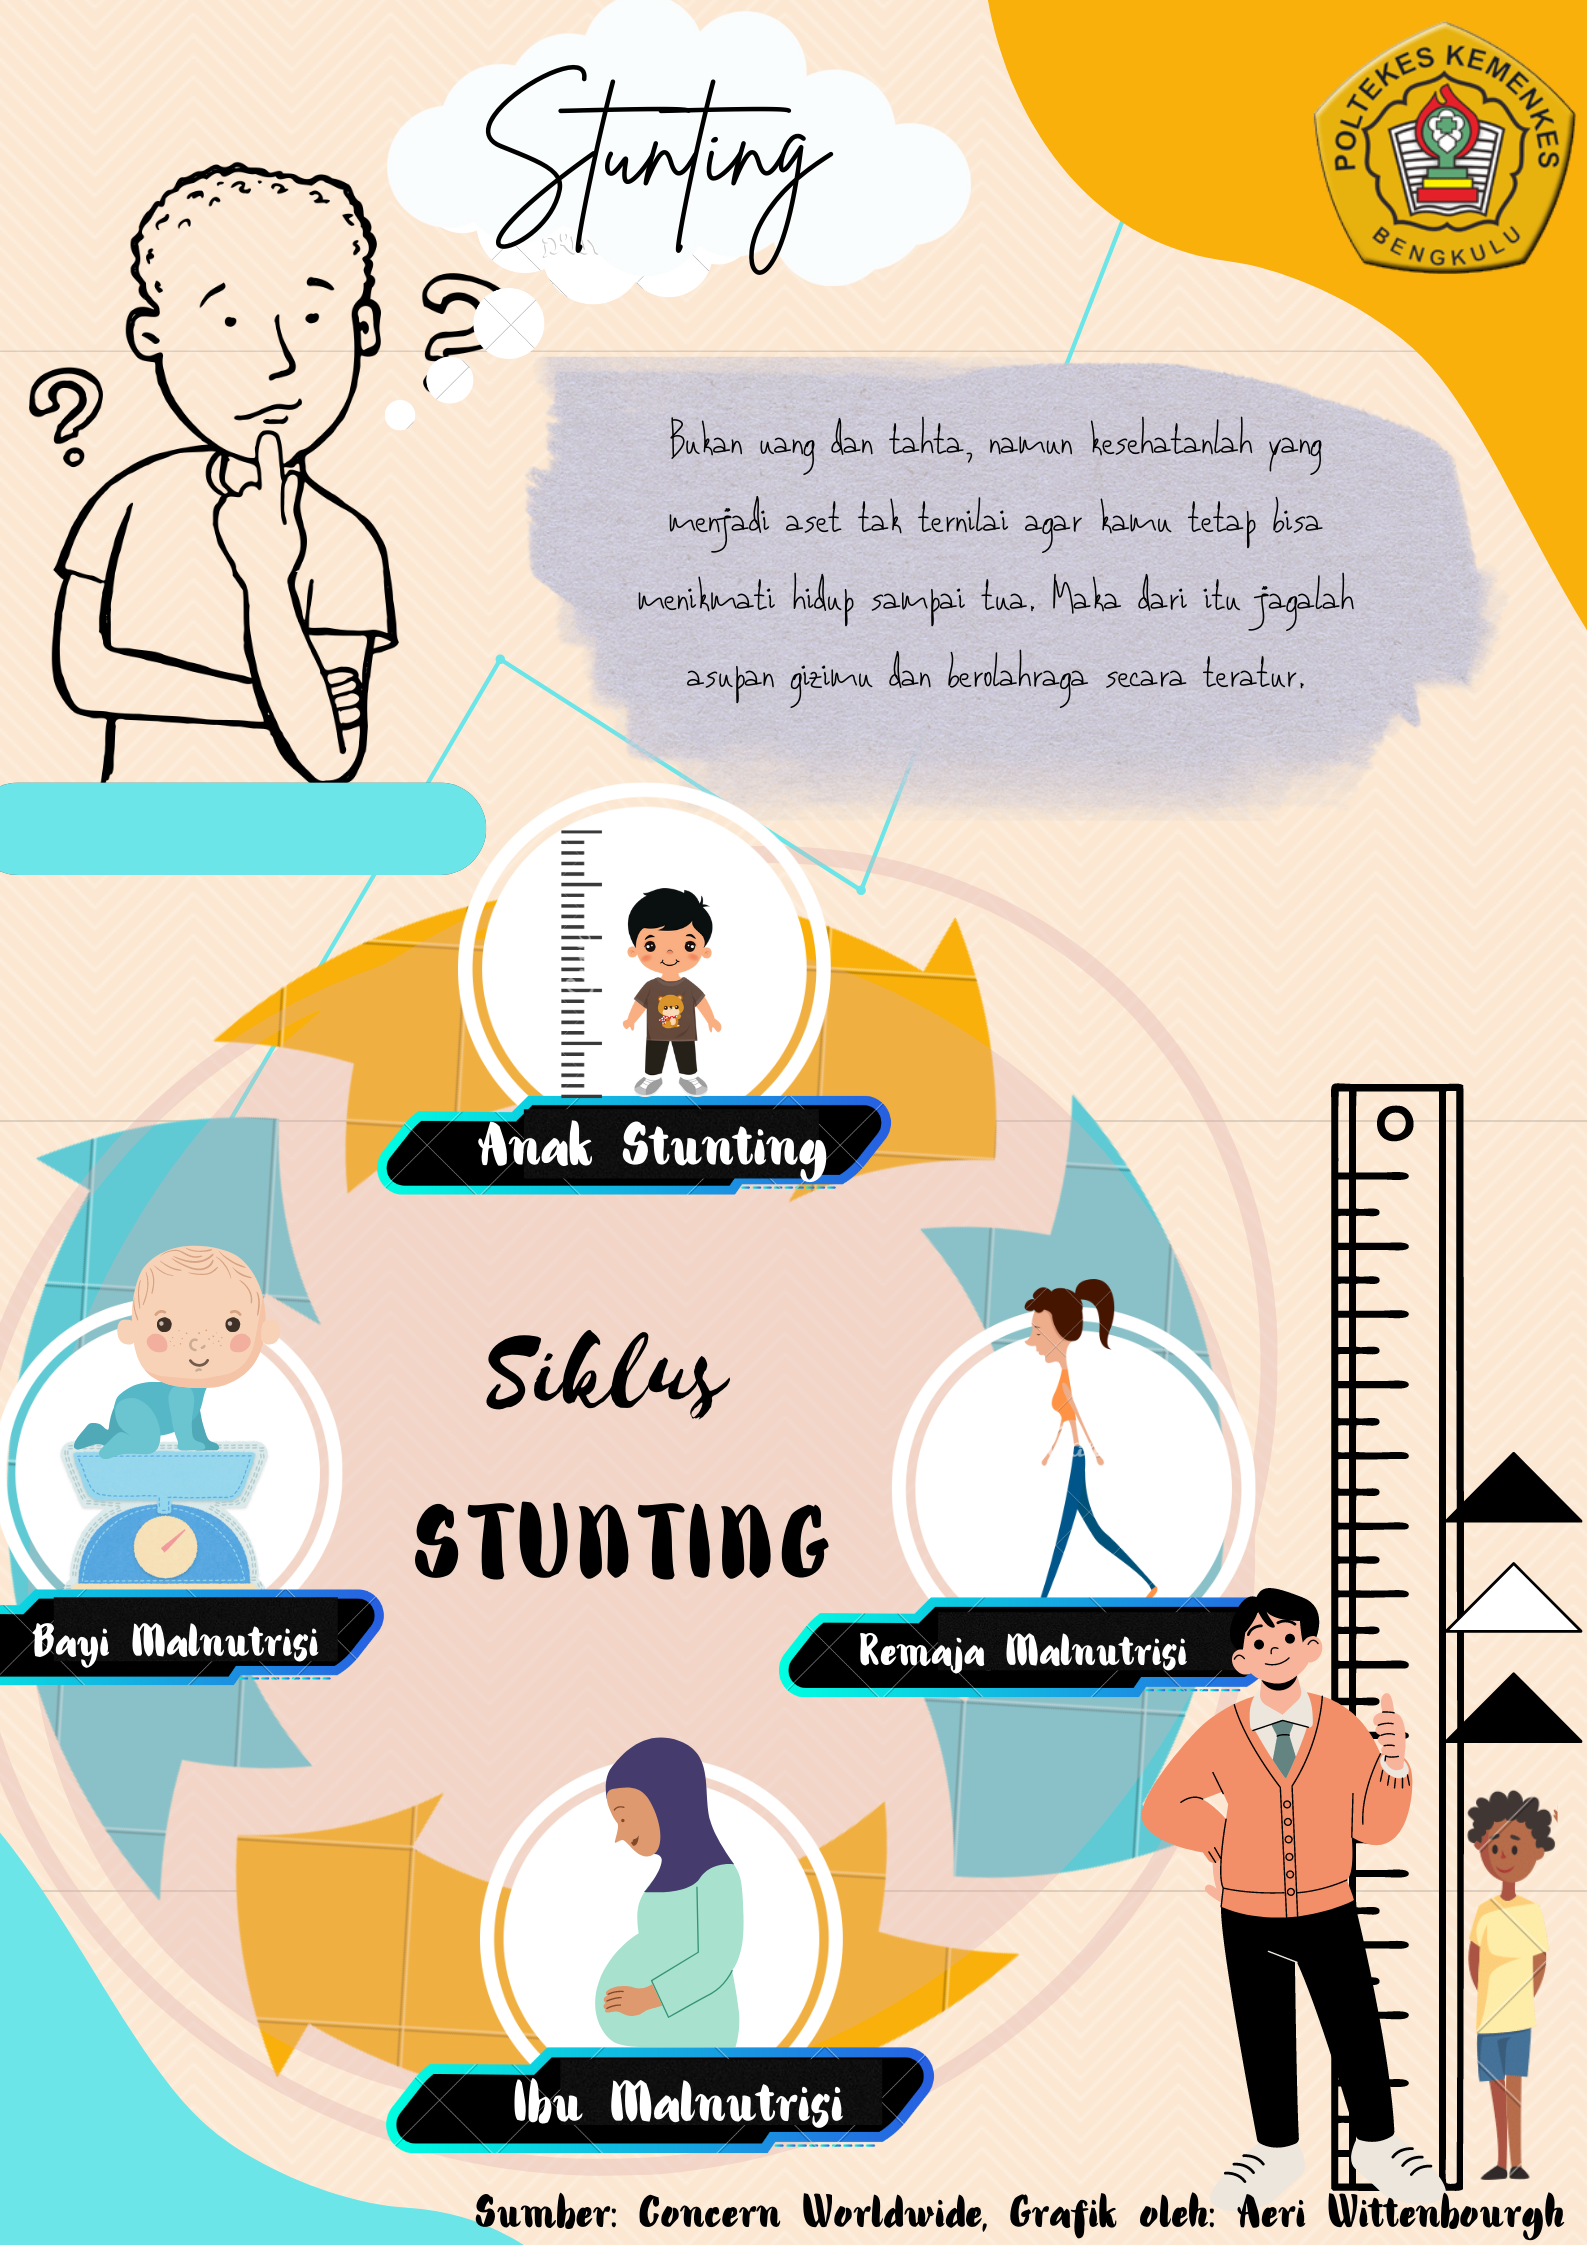 Stunting
POLTEKES KEMENKES
BENGKULU
Bukan uang dan tahta, namun kesehatanlah yang
menjadi aset tak ternilai agar kamu tetap bisa
menikmati hidup sampai tua. Maka dari itu jagalah
asupan gizimu dan berolahraga secara teratur.
Anak Stunting
Siklus
STUNTING
Bayi Malnutrisi
Remaja Malnutrisi
Ibu Malnutrisi
Sumber: Concern Worldwide, Grafik oleh: Aeri Wittenbourgh